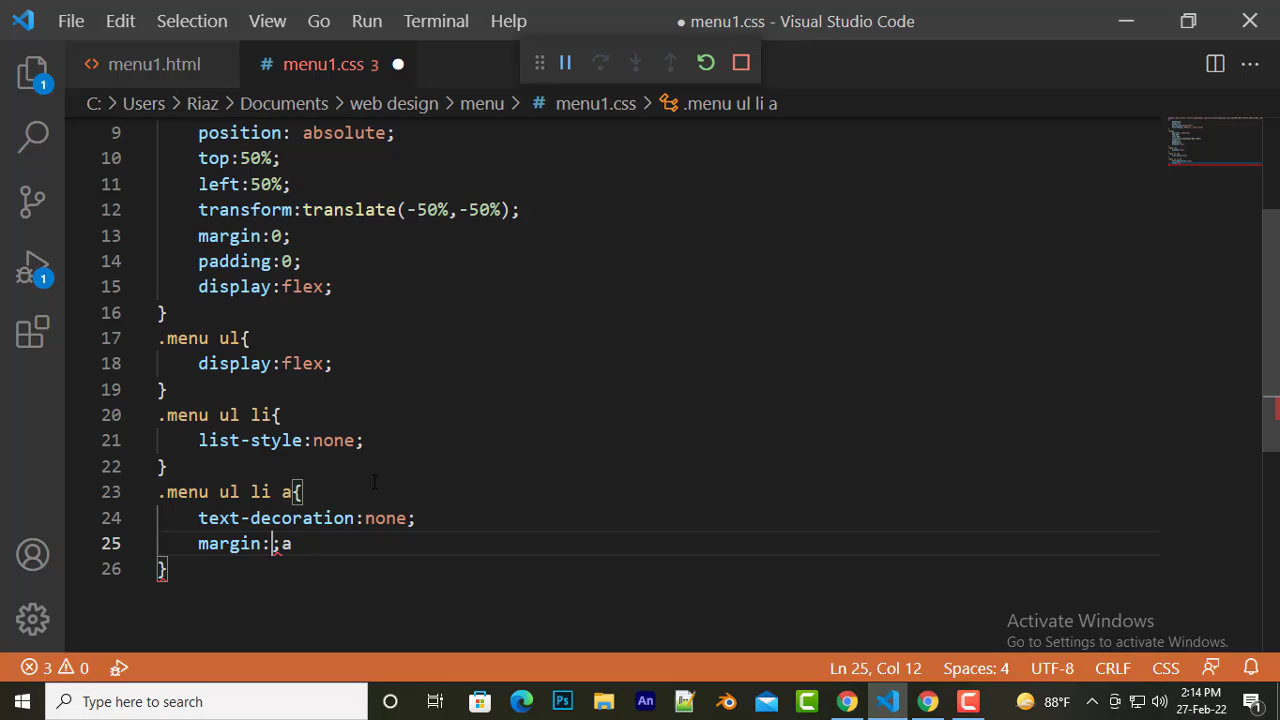 File Edit Selection View Go Run Terminal Help
● menu1.css - Visual Studio Code
menu1.html
# menu1.css 3 ●
C: > Users > Riaz > Documents > web design > menu > # menu1.css > .menu ul li a
1
1
9 position: absolute;
10 top:50%;
11 left:50%;
12 transform:translate(-50%,-50%);
13 margin:0;
14 padding:0;
15 display:flex;
16 }
17 .menu ul{
18 display:flex;
19 }
20 .menu ul li{
21 list-style:none;
22 }
23 .menu ul li a{
24 text-decoration:none;
25 margin:;a
26 }
Activate Windows
Go to Settings to activate Windows.
3 0
Ln 25, Col 12 Spaces: 4 UTF-8 CRLF CSS
Type here to search
Ps
An
C
C
88°F
2:14 PM
27-Feb-22
1